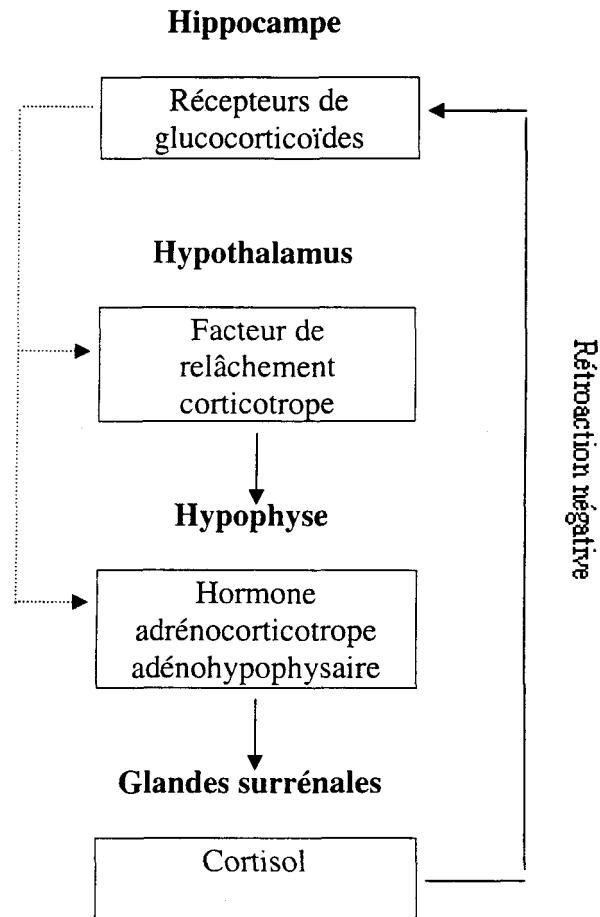 Hippocampe
Récepteurs de
glucocorticoïdes
Hypothalamus
Facteur de
relâchement
corticotrope
Hypophyse
Hormone
adrénocorticotrope
adénohypophysaire
Glandes surrénales
Cortisol
Rétroaction négative